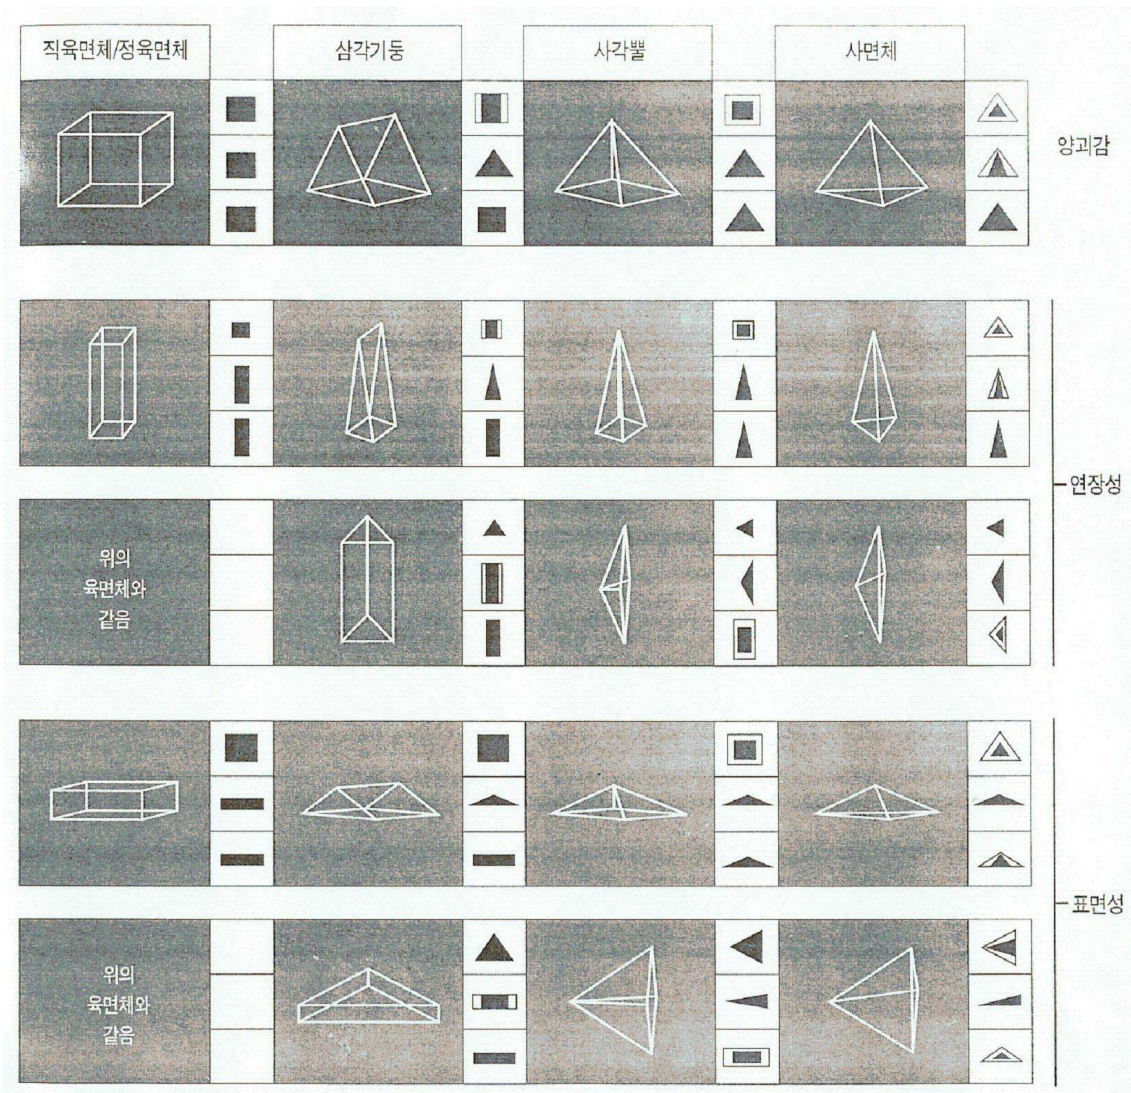 직육면체/정육면체
삼각기둥
사각뿔
사면체
양괴감
연장성
위의
육면체와
같음
표면성
위의
육면체와
같음